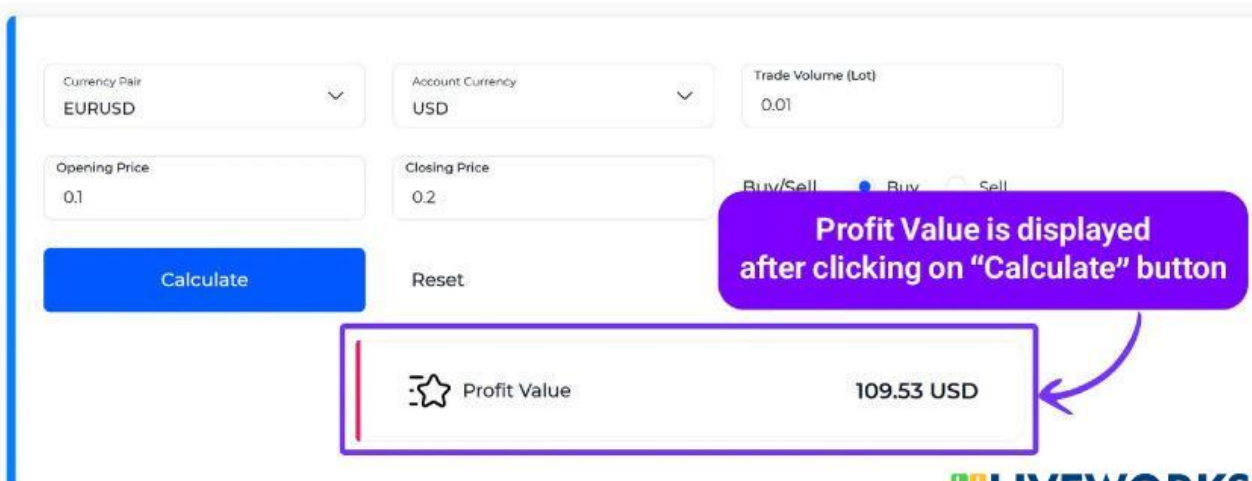 Currency Pair
EURUSD
Account Currency
USD
Trade Volume (Lot)
0.01
Opening Price
0.1
Closing Price
0.2
Buy/Sell Buy Sell
Profit Value is displayed
after clicking on “Calculate” button
Calculate
Reset
Profit Value 109.53 USD
LIVEWORKS